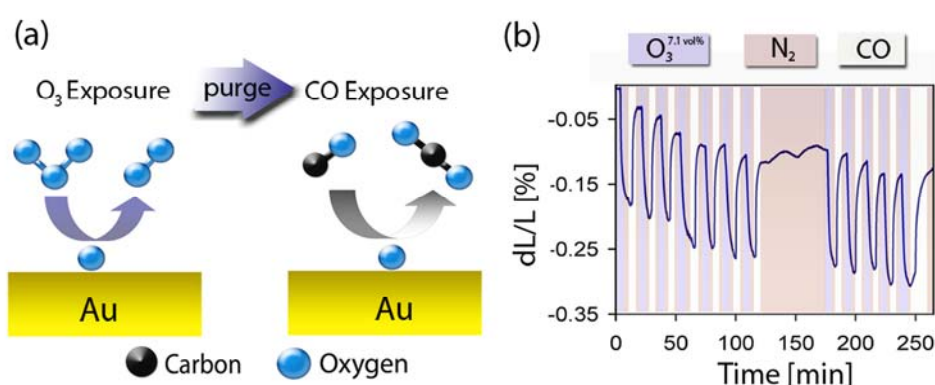 (a)
O₃ Exposure
purge
CO Exposure
Au
Au
Carbon
Oxygen
(b)
O₃ 7.1 vol%
N₂
CO
dL/L [%]
-0.05
-0.15
-0.25
-0.35
0 50 100 150 200 250
Time [min]